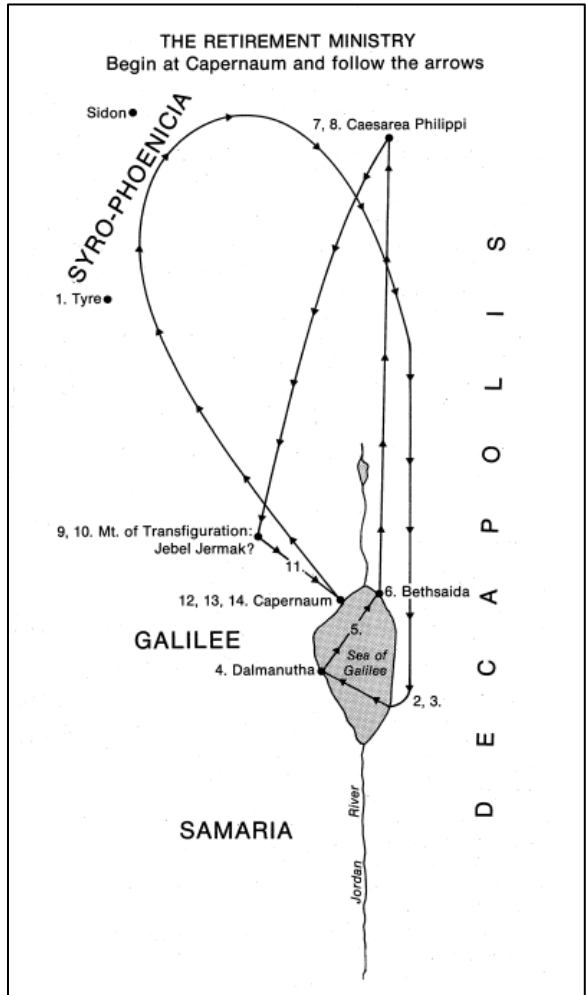 THE RETIREMENT MINISTRY
Begin at Capernaum and follow the arrows
Sidon
7, 8. Caesarea Philippi
SYRO-PHOENICIA
1. Tyre
DECAPOLIS
9, 10. Mt. of Transfiguration:
Jebel Jermak?
11.
12, 13, 14. Capernaum
6. Bethsaida
5.
GALILEE
Sea of
Galilee
4. Dalmanutha
2, 3.
SAMARIA
Jordan River